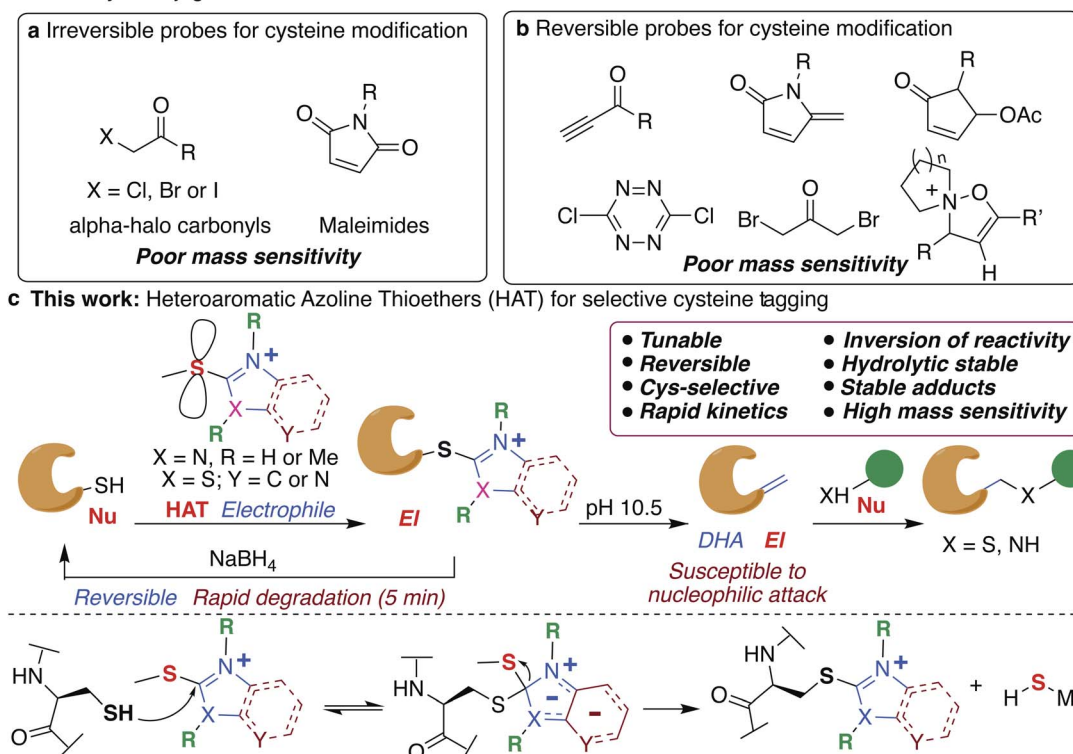 a Irreversible probes for cysteine modification
b Reversible probes for cysteine modification
X
O
R
O
N
R
O
X = Cl, Br or I
alpha-halo carbonyls
Maleimides
Poor mass sensitivity
O
R
O
N
R
O
R
OAc
Cl
N
N
N
N
Cl
Br
O
Br
n
+
N
O
R'
R
H
Poor mass sensitivity
c This work: Heteroaromatic Azoline Thioethers (HAT) for selective cysteine tagging
• Tunable
• Reversible
• Cys-selective
• Rapid kinetics
• Inversion of reactivity
• Hydrolytic stable
• Stable adducts
• High mass sensitivity
R
S
N
+
X
R
Y
X = N, R = H or Me
X = S; Y = C or N
SH
Nu
HAT Electrophile
S
R
N
+
X
R
Y
El
pH 10.5
DHA El
Susceptible to
nucleophilic attack
XH
Nu
X
X = S, NH
NaBH4
Reversible Rapid degradation (5 min)
HN
O
SH
S
R
N
+
X
R
Y
HN
O
S
S
R
N
+
-
-
X
R
Y
HN
O
S
R
N
+
X
R
Y
+
H
S